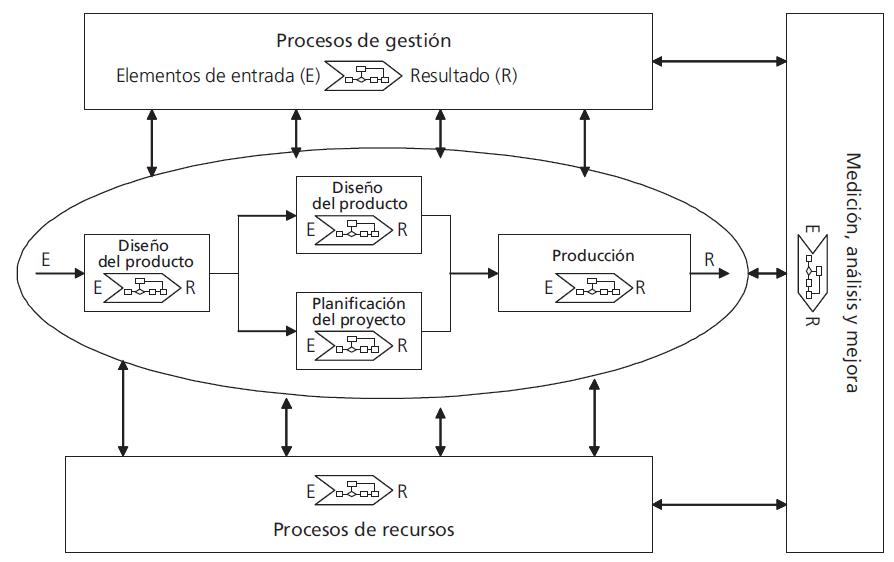 Procesos de gestión
Elementos de entrada (E) Resultado (R)
E
Diseño
del producto
E R
Diseño
del producto
E R
Planificación
del proyecto
E R
Producción
E R
R
E R
Procesos de recursos
Medición, análisis y mejora
E R